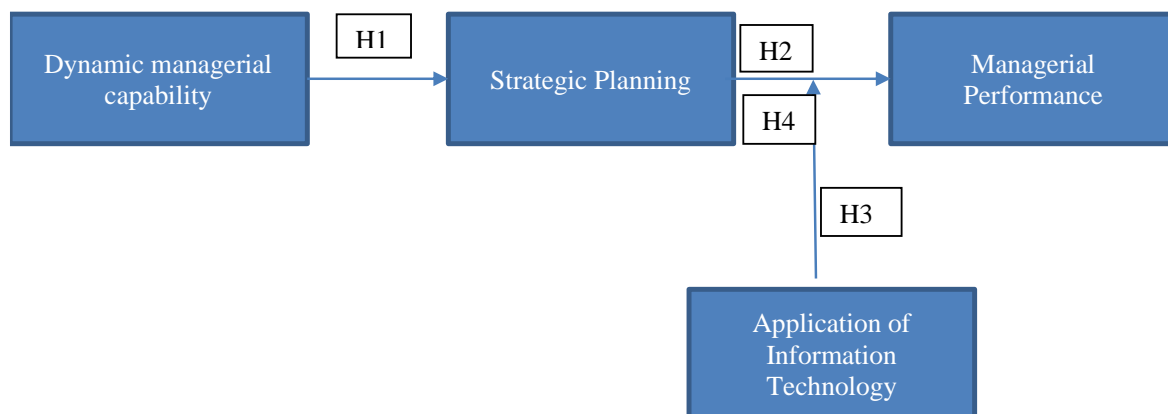 H1
H2
Dynamic managerial
capability
Strategic Planning
Managerial
Performance
H4
H3
Application of
Information
Technology